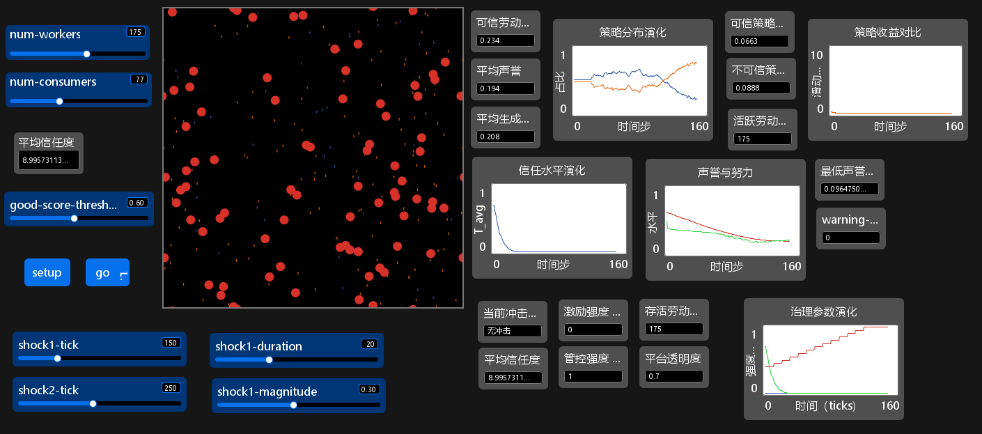 num-workers
175
num-consumers
77
平均信任度
8.99573113...
good-score-thresh...
0.60
setup
go
shock1-tick
150
shock2-tick
250
shock1-duration
20
shock1-magnitude
0.30
可信劳动...
0.234
平均声誉
0.194
平均生成...
0.208
策略分布演化
1
占比
0
0
时间步
160
可信策略...
0.0663
不可信策...
0.0888
活跃劳动...
175
策略收益对比
10
0
0
时间步
160
信任水平演化
1
T_avg
0
0
时间步
160
声誉与努力
1
水平
0
0
时间步
160
最低声誉...
0.0964750...
warning-...
0
当前冲击...
无冲击
激励强度 ...
0
存活劳动...
175
平均信任度
8.9957311...
管控强度 ...
1
平台透明度
0.7
治理参数演化
1
强度...
0
0
时间 (ticks)
160